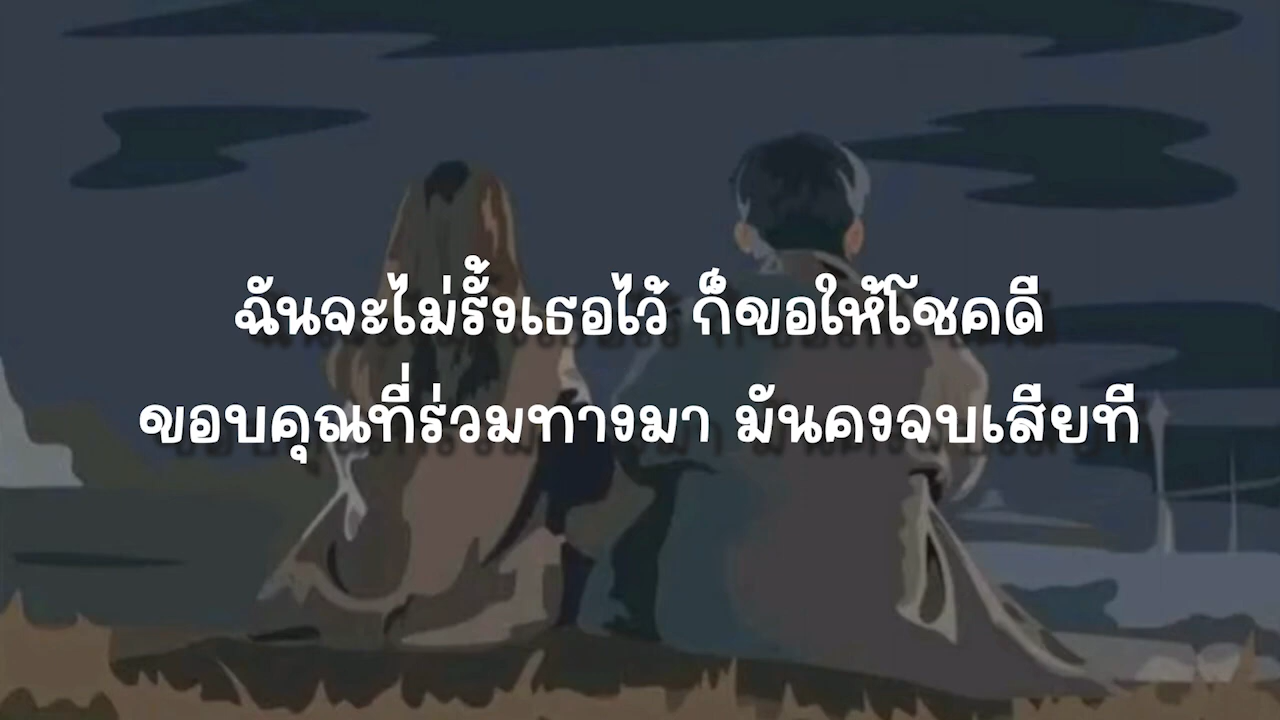 ฉันจะไม่รั้งเธอไว้ ก็ขอให้โชคดี
ขอบคุณที่ร่วมทางมา มันคงจบเสียที